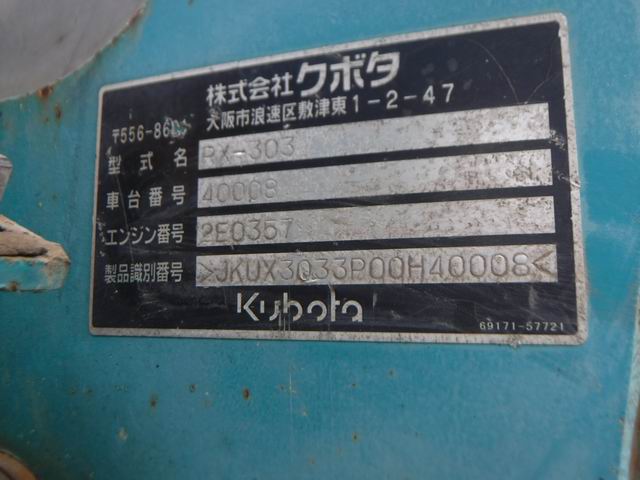 株式会社クボタ
〒556-86 大阪市浪速区敷津東1-2-47
型式名 RX-303
車台番号 40008
エンジン番号 2E0357
製品識別番号 >JKUX3033P00H40008<
Kubota
69171-57721